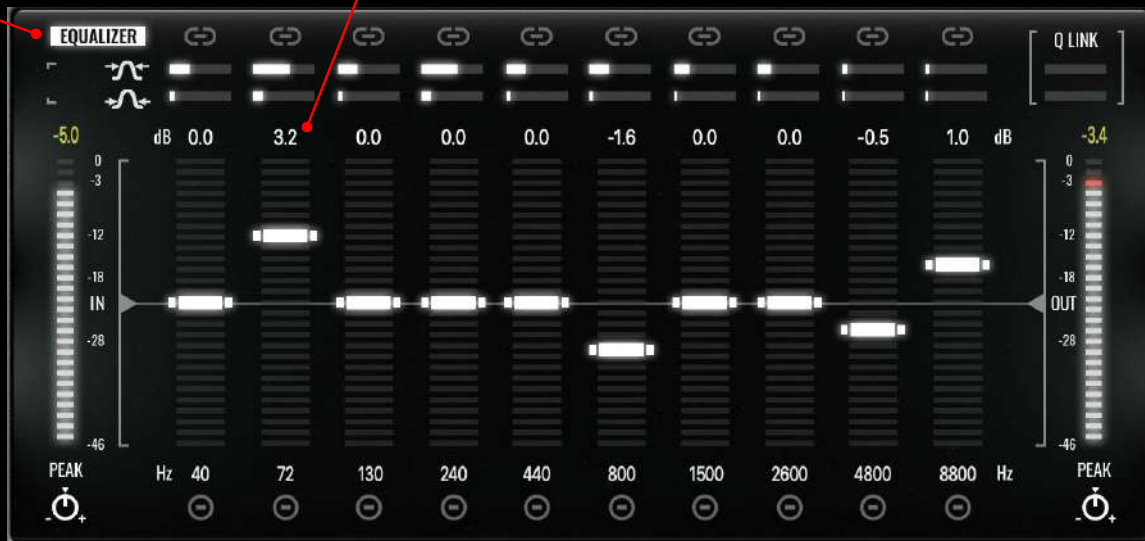 EQUALIZER
Q LINK
-5.0 dB 0.0 3.2 0.0 0.0 0.0 -1.6 0.0 0.0 -0.5 1.0 dB -3.4
0 0
-3 -3
-12 -12
-18 -18
IN OUT
-28 -28
-46 -46
PEAK Hz 40 72 130 240 440 800 1500 2600 4800 8800 Hz PEAK
- + - +